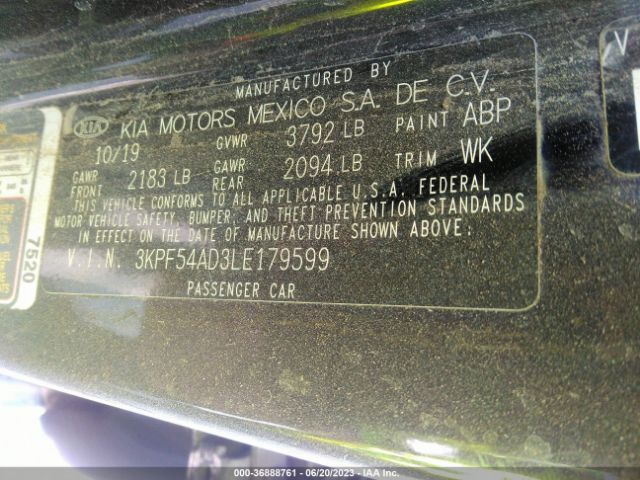 MANUFACTURED BY
KIA KIA MOTORS MEXICO S.A. DE C.V.
10/19 GVWR 3792 LB PAINT ABP
GAWR FRONT 2183 LB GAWR REAR 2094 LB TRIM WK
THIS VEHICLE CONFORMS TO ALL APPLICABLE U.S.A. FEDERAL
MOTOR VEHICLE SAFETY, BUMPER, AND THEFT PREVENTION STANDARDS
IN EFFECT ON THE DATE OF MANUFACTURE SHOWN ABOVE.
V.I.N. 3KPF54AD3LE179599
PASSENGER CAR
7520
V
000-36888761 - 06/20/2023 - IAA Inc.